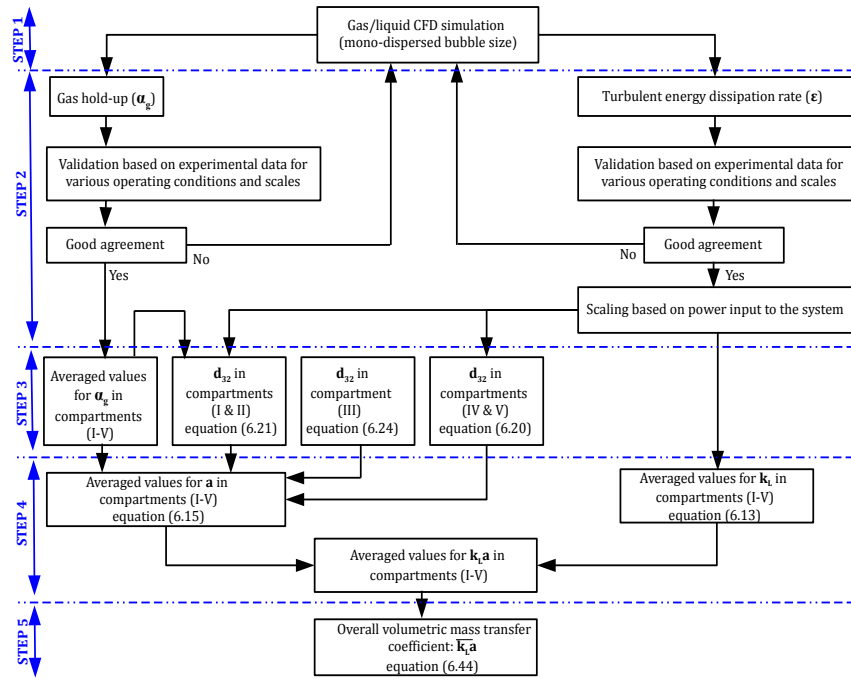 STEP 1
Gas/liquid CFD simulation
(mono-dispersed bubble size)
STEP 2
Gas hold-up (αg)
Turbulent energy dissipation rate (ε)
Validation based on experimental data for
various operating conditions and scales
Validation based on experimental data for
various operating conditions and scales
Good agreement
No
Yes
Good agreement
No
Yes
Scaling based on power input to the system
STEP 3
Averaged values
for αg in
compartments
(I-V)
d32 in
compartments
(I & II)
equation (6.21)
d32 in
compartment
(III)
equation (6.24)
d32 in
compartments
(IV & V)
equation (6.20)
STEP 4
Averaged values for a in
compartments (I-V)
equation (6.15)
Averaged values for kL in
compartments (I-V)
equation (6.13)
Averaged values for kLa in
compartments (I-V)
STEP 5
Overall volumetric mass transfer
coefficient: k̅L̅a
equation (6.44)